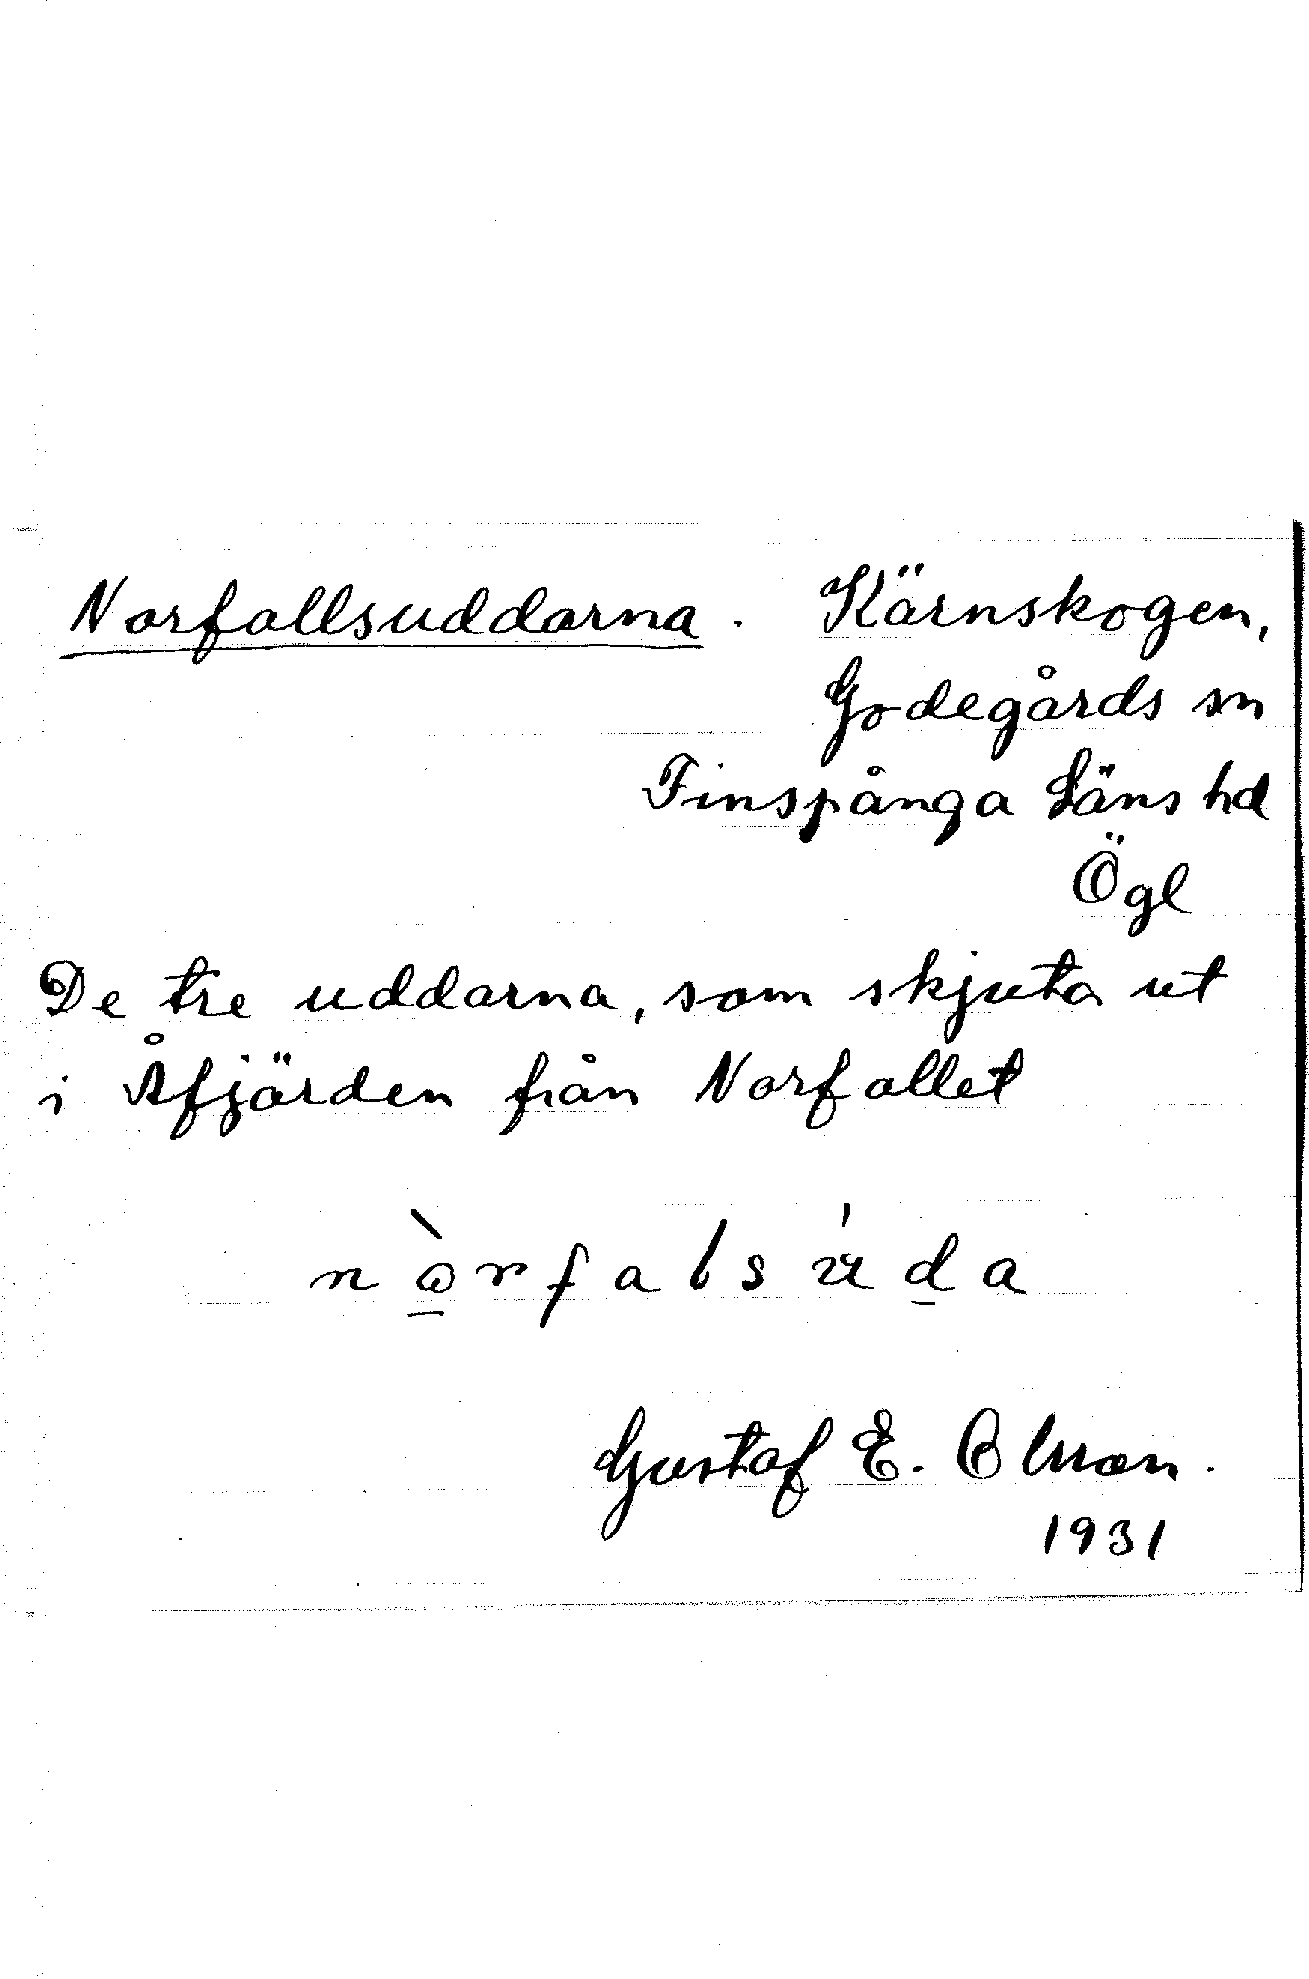 Norfallsuddarna. Kärnskogen,
Godegårds sn
Finspånga Läns hd
Ögl
De tre uddarna, som skjuta ut
i Åfjärden från Norfallet
nòrfalsúda
Gustaf E. Olsson.
1931